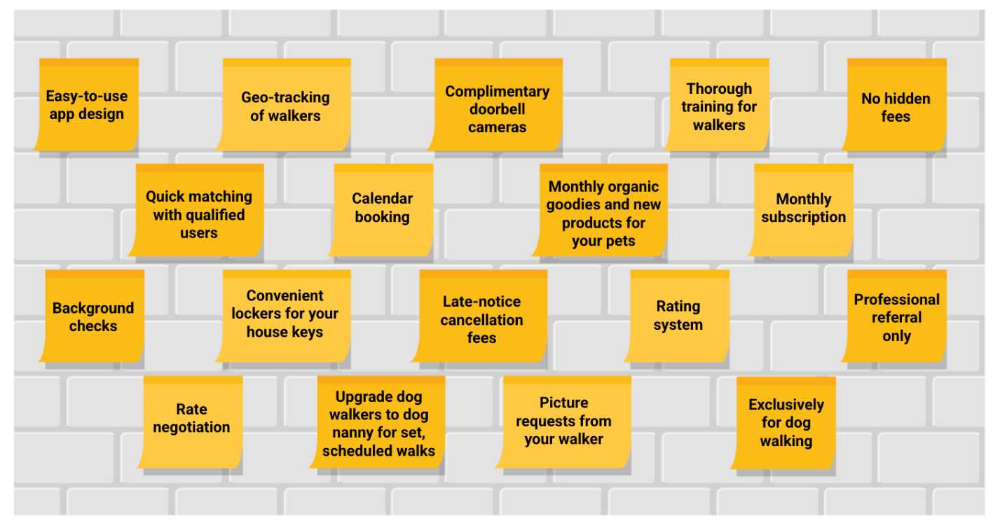 Easy-to-use
app design
Geo-tracking
of walkers
Complimentary
doorbell
cameras
Thorough
training for
walkers
No hidden
fees
Quick matching
with qualified
users
Calendar
booking
Monthly organic
goodies and new
products for
your pets
Monthly
subscription
Background
checks
Convenient
lockers for your
house keys
Late-notice
cancellation
fees
Rating
system
Professional
referral
only
Rate
negotiation
Upgrade dog
walkers to dog
nanny for set,
scheduled walks
Picture
requests from
your walker
Exclusively
for dog
walking